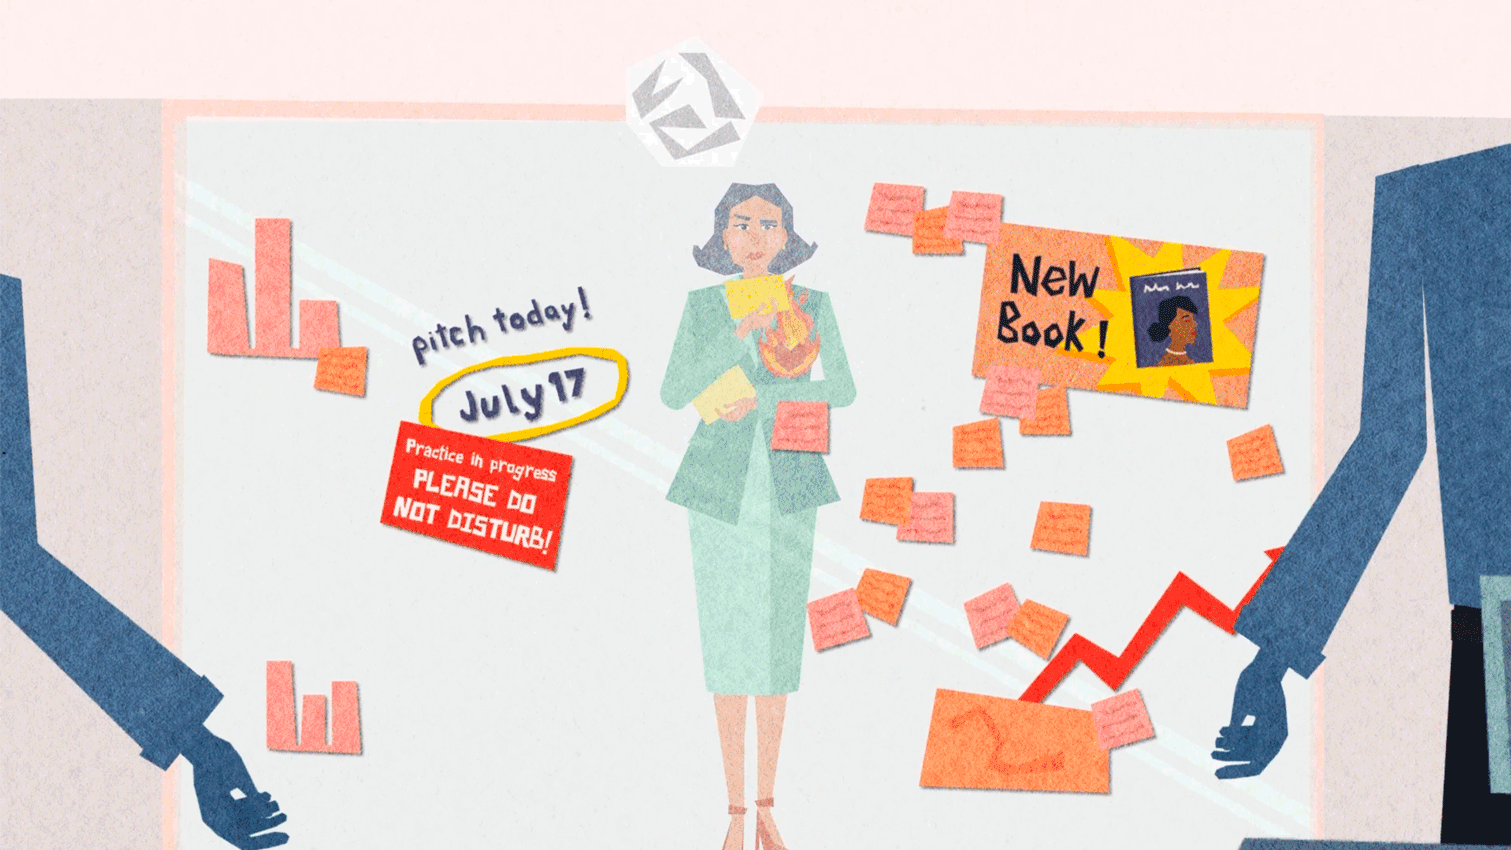 pitch today!
July 17
Practice in progress
PLEASE DO
NOT DISTURB!
New
Book!